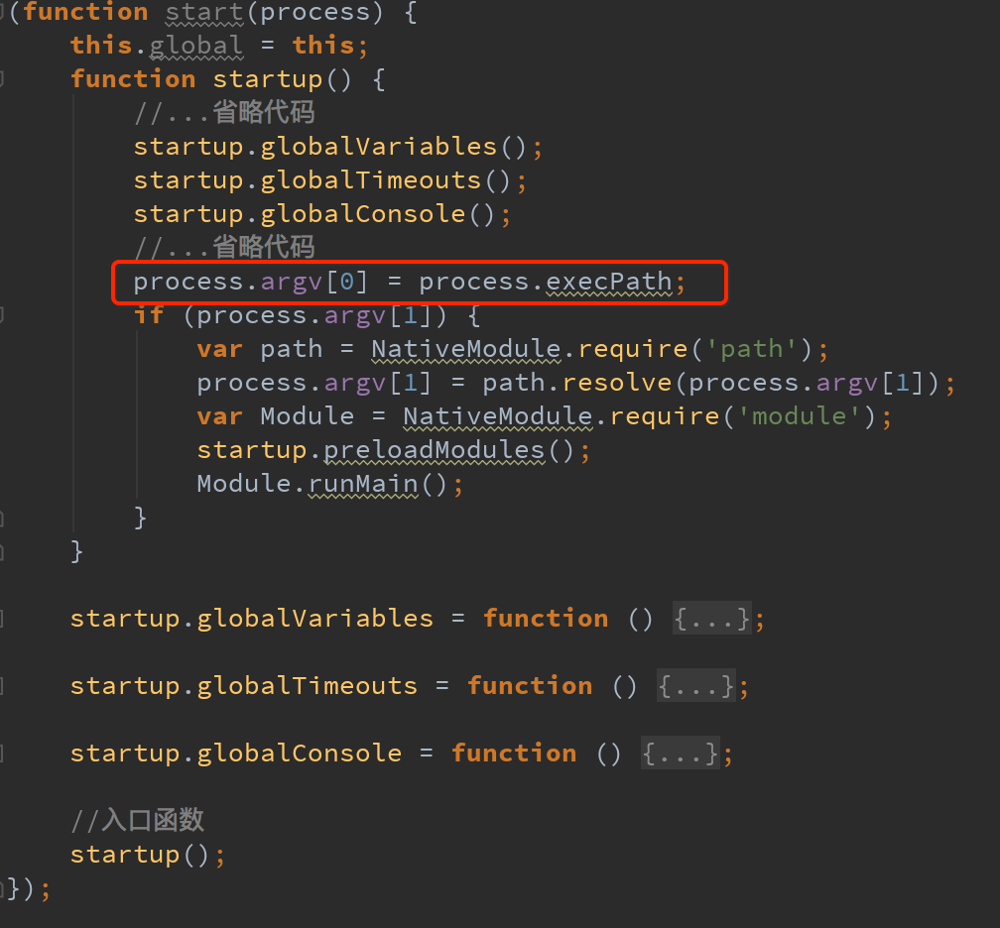 (function start(process) {
    this.global = this;
    function startup() {
        //...省略代码
        startup.globalVariables();
        startup.globalTimeouts();
        startup.globalConsole();
        //...省略代码
        process.argv[0] = process.execPath;
        if (process.argv[1]) {
            var path = NativeModule.require('path');
            process.argv[1] = path.resolve(process.argv[1]);
            var Module = NativeModule.require('module');
            startup.preloadModules();
            Module.runMain();
        }
    }
    startup.globalVariables = function () {...};
    startup.globalTimeouts = function () {...};
    startup.globalConsole = function () {...};
    //入口函数
    startup();
});